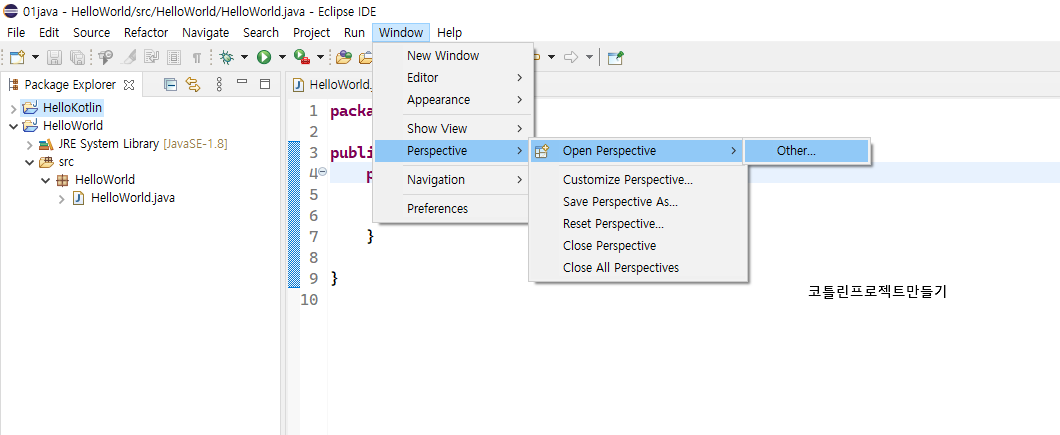 01java - HelloWorld/src/HelloWorld/HelloWorld.java - Eclipse IDE
File Edit Source Refactor Navigate Search Project Run Window Help
Package Explorer
HelloKotlin
HelloWorld
JRE System Library [JavaSE-1.8]
src
HelloWorld
HelloWorld.java
HelloWorld.
1 packa
2
3 publi
4 p
5
6
7 }
8
9 }
10
New Window
Editor
Appearance
Show View
Perspective
Navigation
Preferences
Open Perspective
Customize Perspective...
Save Perspective As...
Reset Perspective...
Close Perspective
Close All Perspectives
Other...
코틀린프로젝트만들기